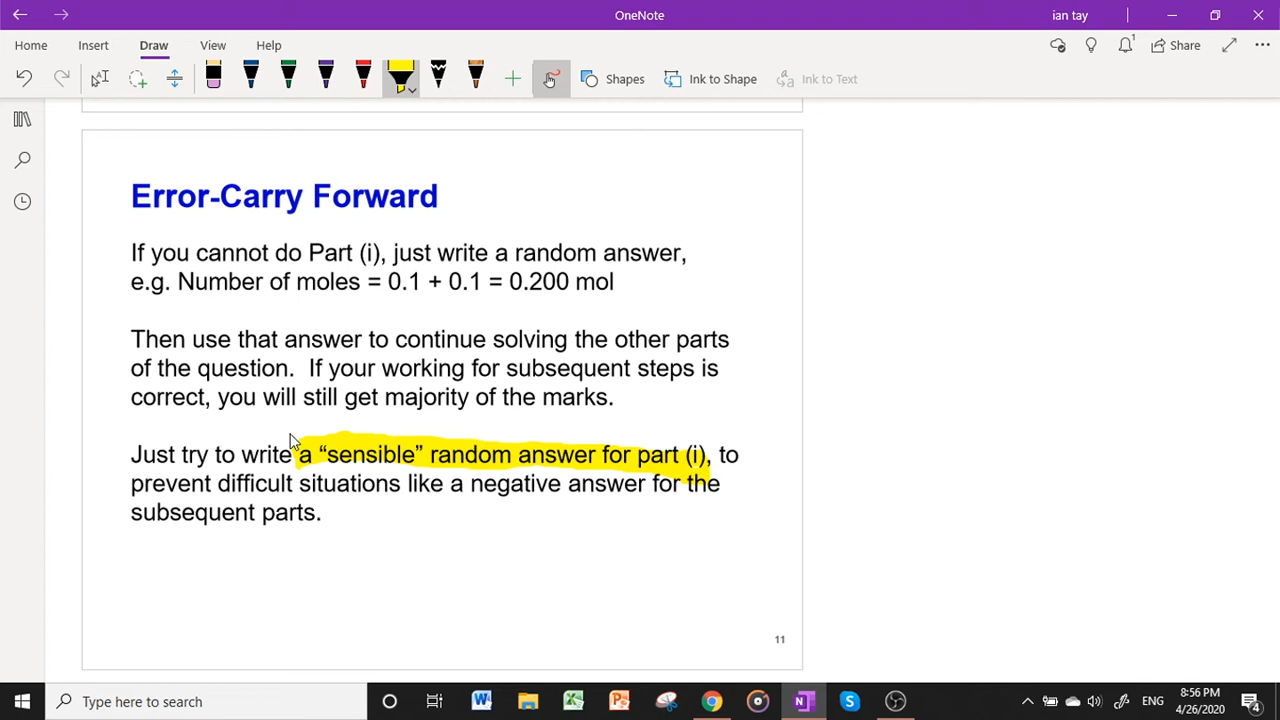 OneNote
ian tay
Home Insert Draw View Help
Share
Shapes
Ink to Shape
Ink to Text
Error-Carry Forward
If you cannot do Part (i), just write a random answer,
e.g. Number of moles = 0.1 + 0.1 = 0.200 mol
Then use that answer to continue solving the other parts
of the question.  If your working for subsequent steps is
correct, you will still get majority of the marks.
Just try to write a “sensible” random answer for part (i), to
prevent difficult situations like a negative answer for the
subsequent parts.
11
Type here to search
ENG
8:56 PM
4/26/2020
4